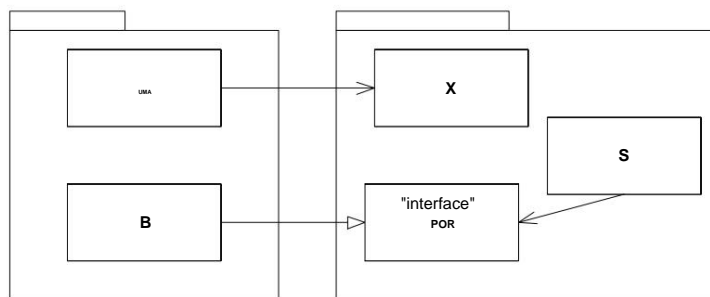 UMA
X
S
B
"interface"
POR